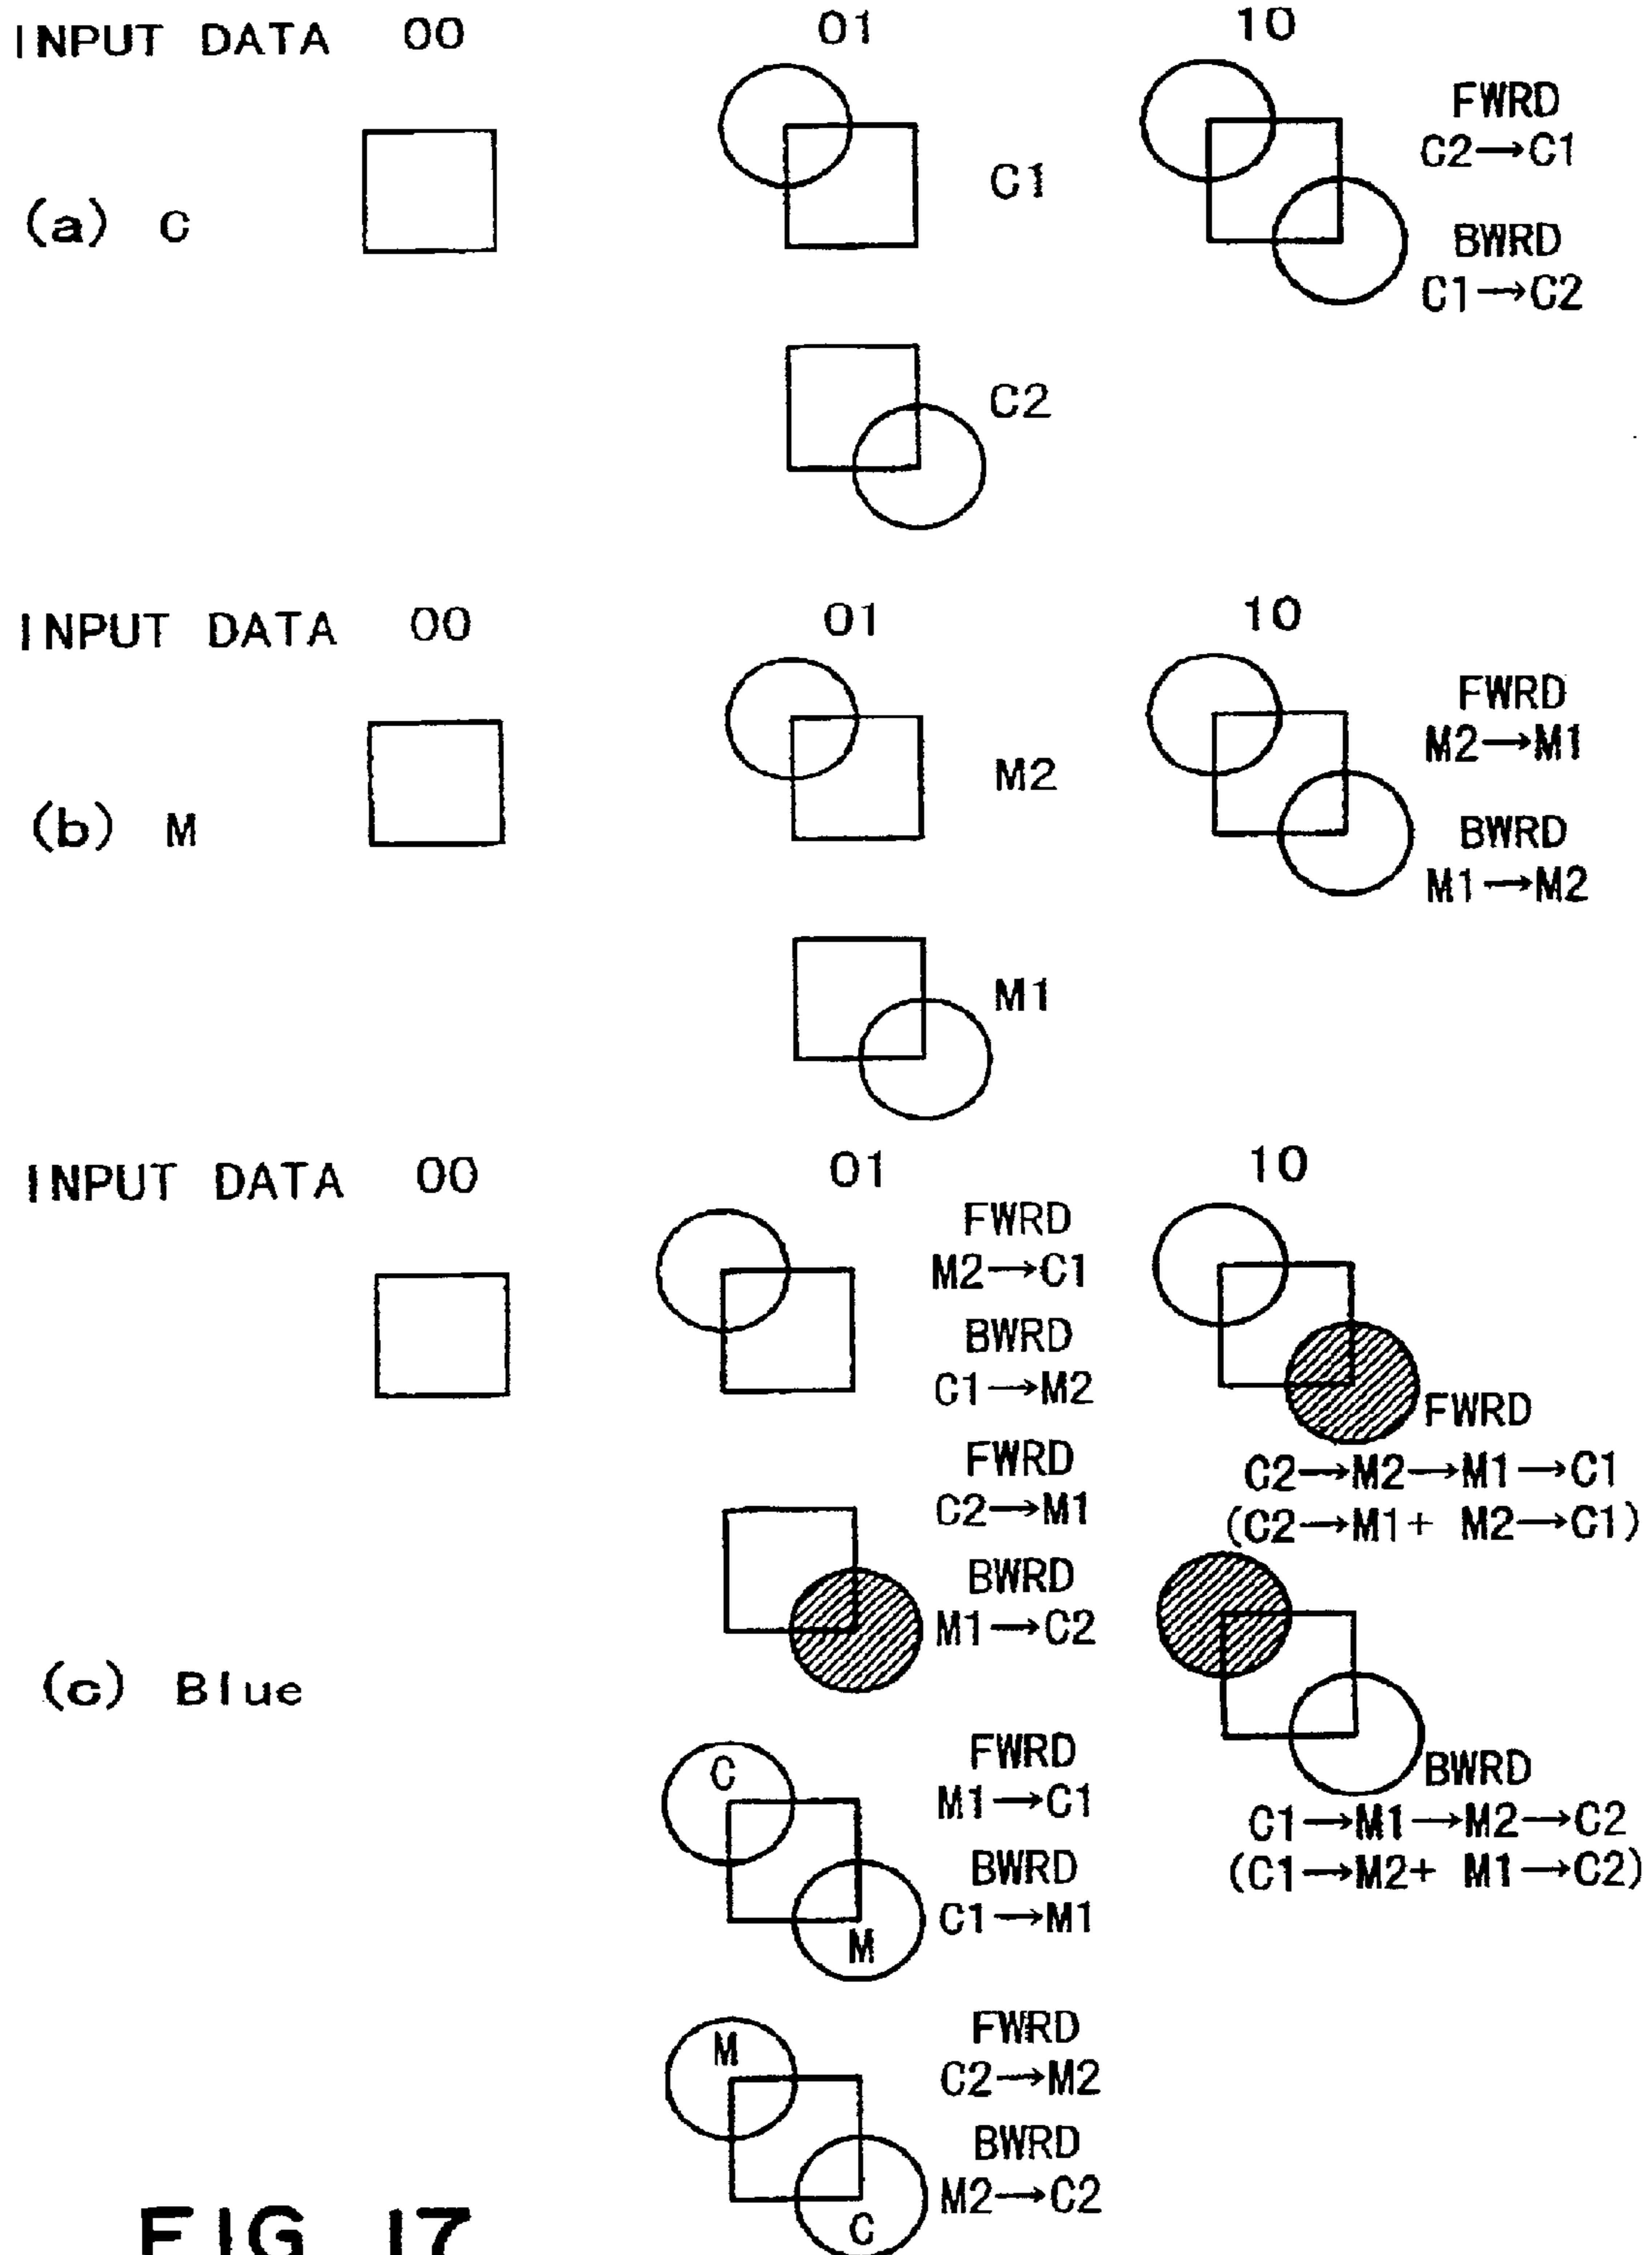 INPUT DATA 00 01 10
FWRD
C2→C1
(a) C
C1
BWRD
C1→C2
C2
INPUT DATA 00 01 10
FWRD
M2→M1
(b) M
M2
BWRD
M1→M2
M1
INPUT DATA 00 01 10
FWRD
M2→C1
BWRD
C1→M2
FWRD
C2→M2→M1→C1
(C2→M1+ M2→C1)
FWRD
C2→M1
BWRD
M1→C2
(c) Blue
C
FWRD
M1→C1
BWRD
C1→M1
M
BWRD
C1→M1→M2→C2
(C1→M2+ M1→C2)
M
FWRD
C2→M2
BWRD
M2→C2
C
FIG. 17